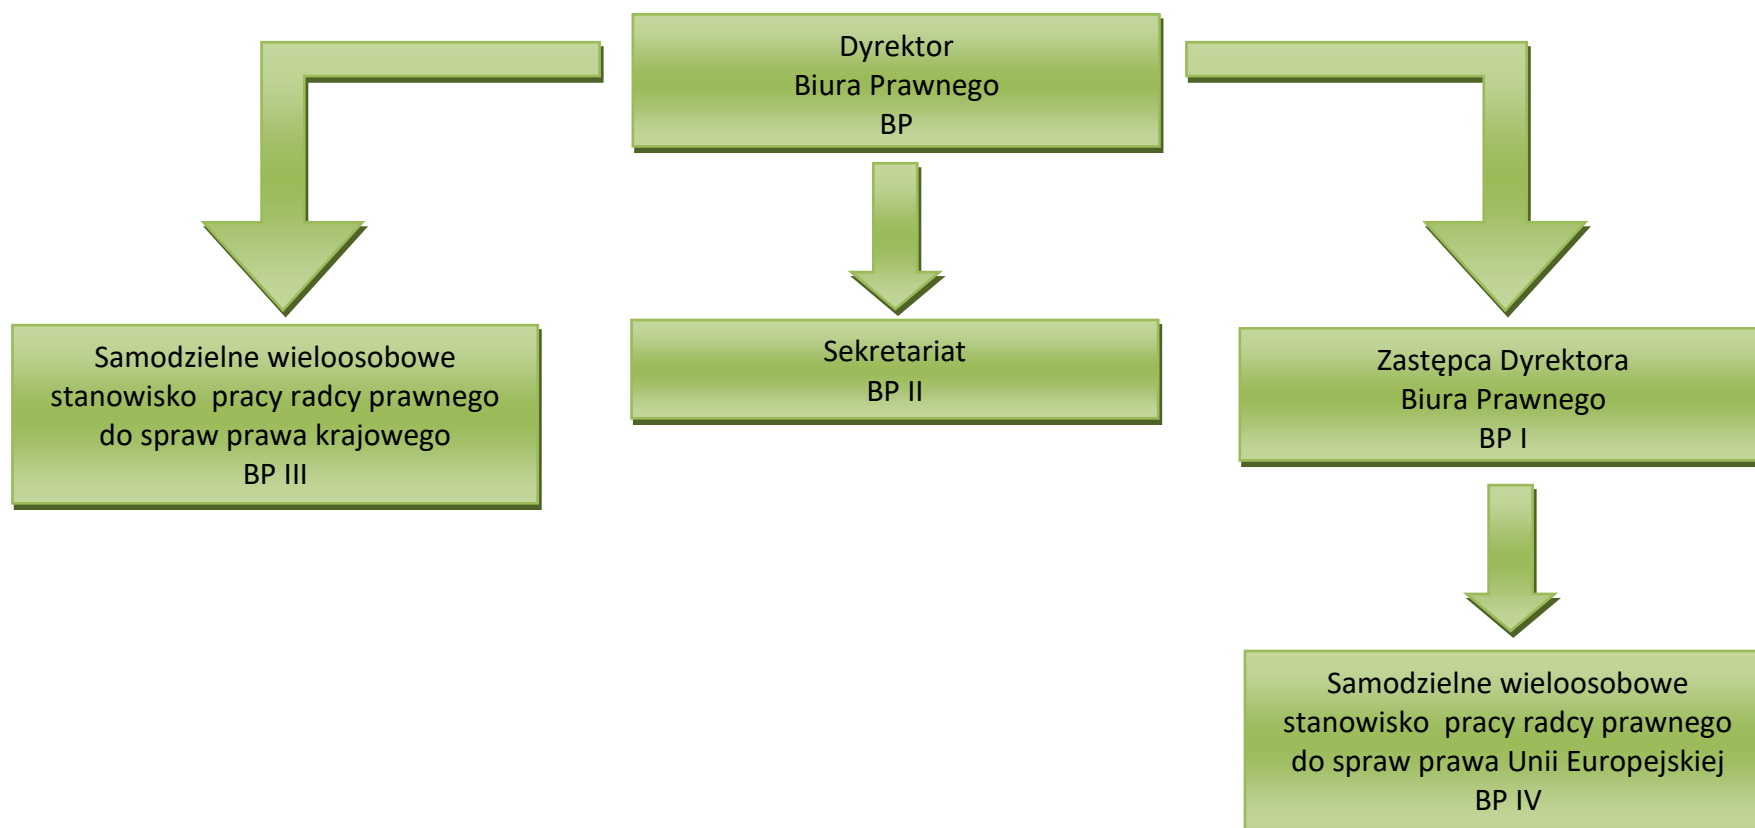 Dyrektor
Biura Prawnego
BP
Samodzielne wieloosobowe
stanowisko  pracy radcy prawnego
do spraw prawa krajowego
BP III
Sekretariat
BP II
Zastępca Dyrektora
Biura Prawnego
BP I
Samodzielne wieloosobowe
stanowisko  pracy radcy prawnego
do spraw prawa Unii Europejskiej
BP IV